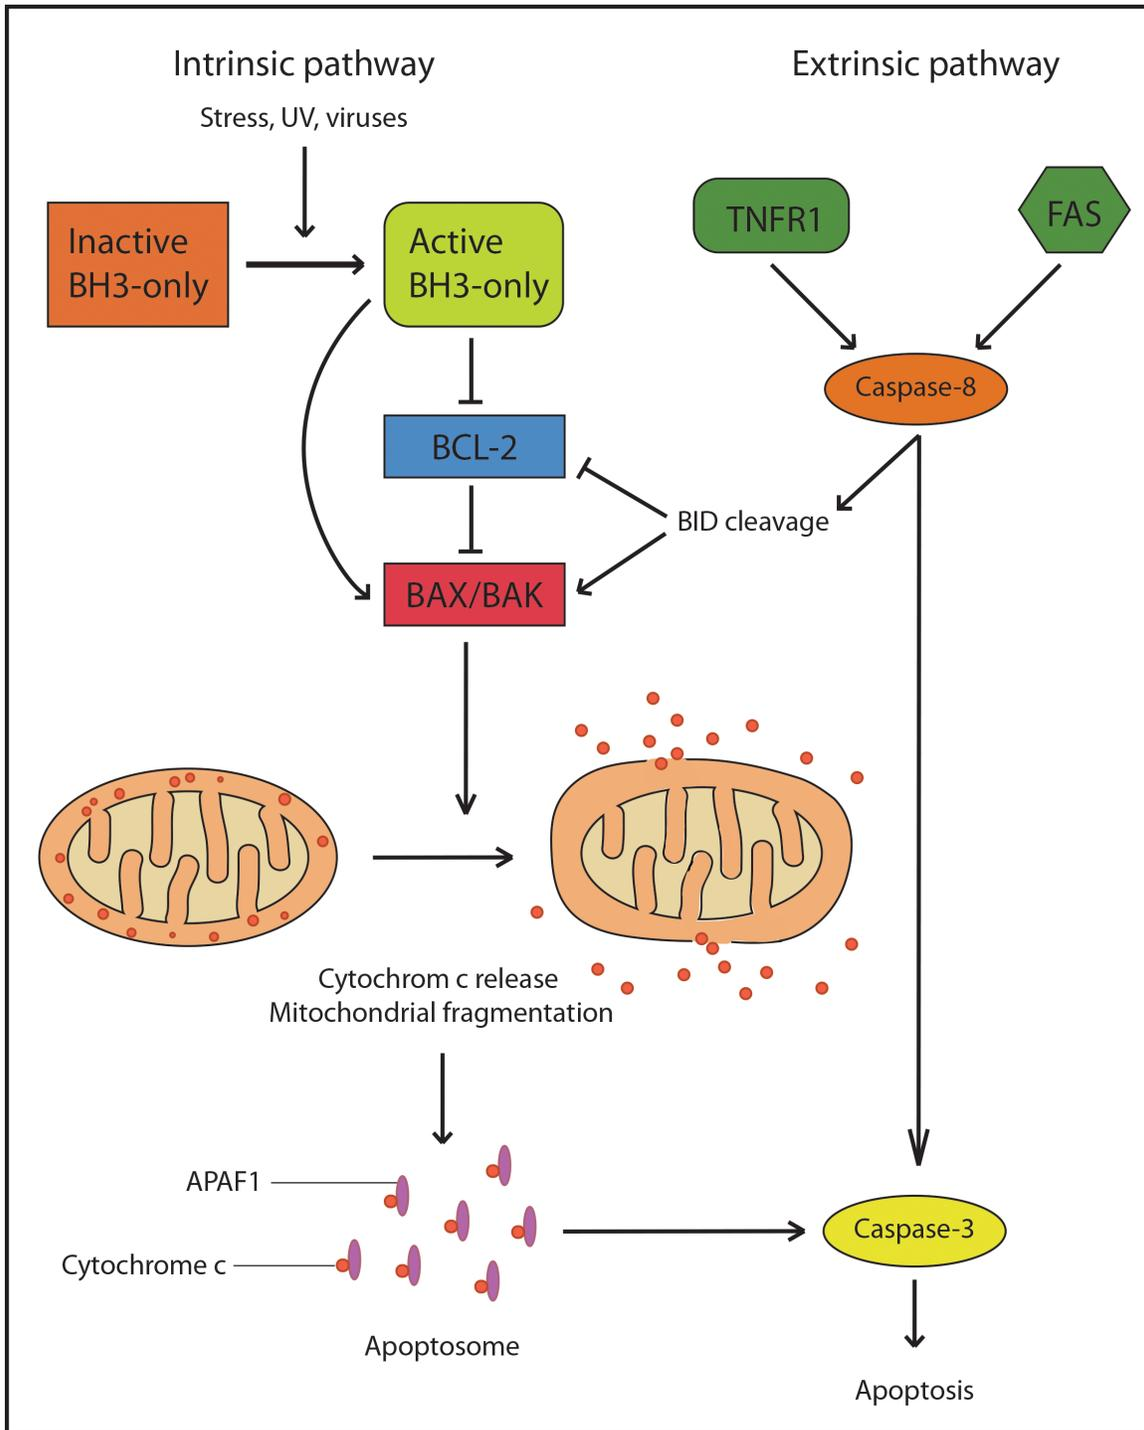 Intrinsic pathway
Extrinsic pathway
Stress, UV, viruses
Inactive
BH3-only
Active
BH3-only
TNFR1
FAS
Caspase-8
BCL-2
BID cleavage
BAX/BAK
Cytochrom c release
Mitochondrial fragmentation
APAF1
Cytochrome c
Caspase-3
Apoptosome
Apoptosis